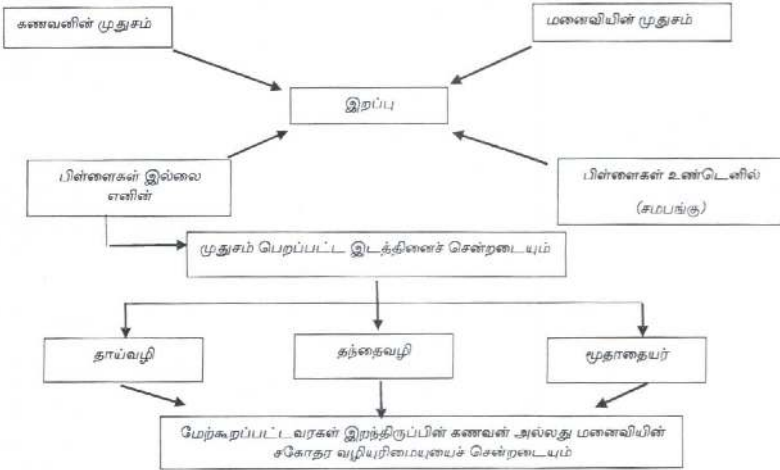 கணவனின் முதுசம்
மனைவியின் முதுசம்
இறப்பு
பிள்ளைகள் இல்லை
எனின்
பிள்ளைகள் உண்டெனில்
(சமபங்கு)
முதுசம் பெறப்பட்ட இடத்தினைச் சென்றடையும்
தாய்வழி
தந்தைவழி
மூதாதையர்
மேற்கூறப்பட்டவரகள் இறந்திருப்பின் கணவன் அல்லது மனைவியின்
சகோதர வழியுரிமையுயைச் சென்றடையும்